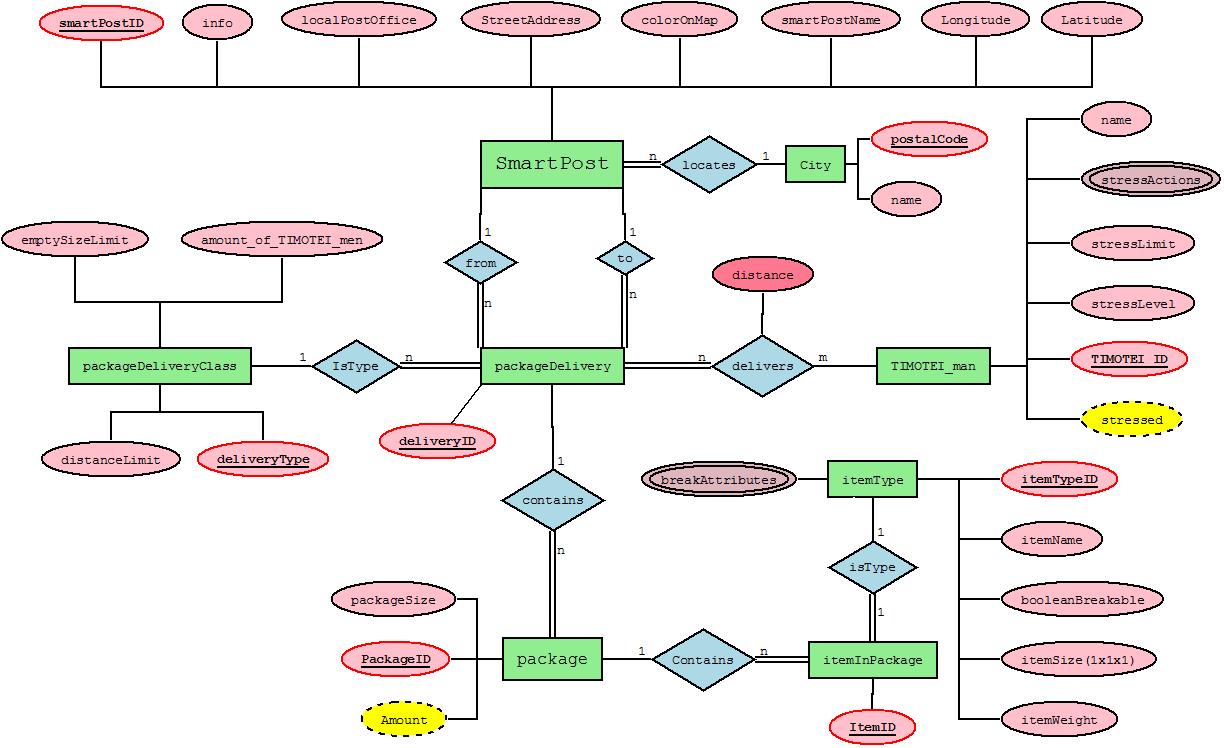 smartPostID
info
localPostOffice
StreetAddress
colorOnMap
smartPostName
Longitude
Latitude
SmartPost
n
locates
1
City
postalCode
name
name
stressActions
stressLimit
stressLevel
TIMOTEI_ID
stressed
emptySizeLimit
amount_of_TIMOTEI_men
1
from
n
1
to
n
distance
packageDeliveryClass
1
IsType
n
packageDelivery
n
delivers
m
TIMOTEI_man
distanceLimit
deliveryType
deliveryID
1
contains
n
breakAttributes
itemType
itemTypeID
itemName
booleanBreakable
itemSize(1x1x1)
itemWeight
1
isType
1
packageSize
PackageID
Amount
package
1
Contains
n
itemInPackage
ItemID